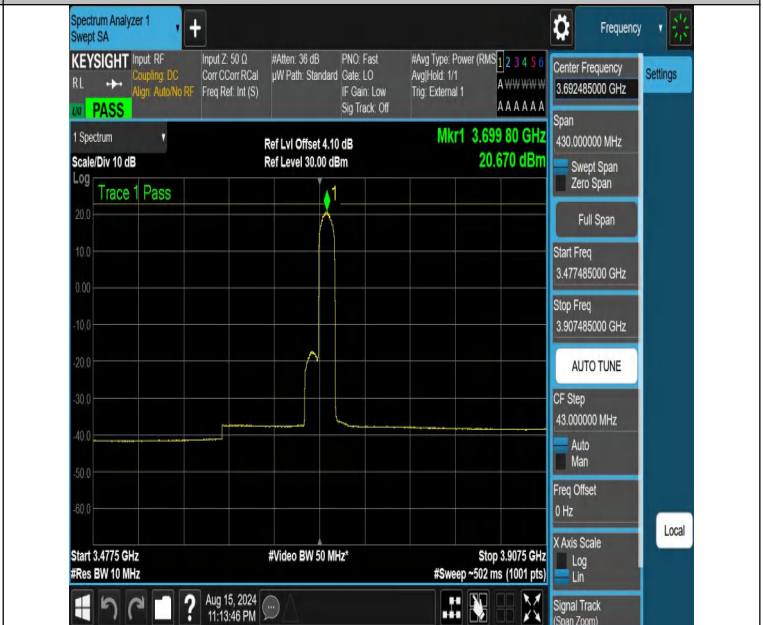 Spectrum Analyzer 1
Swept SA
+
Frequency
KEYSIGHT
RL
LXI
PASS
Input: RF
Coupling: DC
Align: Auto/No RF
Input Z: 50 Ω
Corr CCorr RCal
Freq Ref: Int (S)
#Atten: 36 dB
µW Path: Standard
PNO: Fast
Gate: LO
IF Gain: Low
Sig Track: Off
#Avg Type: Power (RMS
Avg|Hold: 1/1
Trig: External 1
1 2 3 4 5 6
A W W W W W
A A A A A A
1 Spectrum
Scale/Div 10 dB
Ref Lvl Offset 4.10 dB
Ref Level 30.00 dBm
Mkr1 3.699 80 GHz
20.670 dBm
Log
Trace 1 Pass
1
20.0
10.0
0.00
-10.0
-20.0
-30.0
-40.0
-50.0
-60.0
Start 3.4775 GHz
#Res BW 10 MHz
#Video BW 50 MHz*
Stop 3.9075 GHz
#Sweep ~502 ms (1001 pts)
Aug 15, 2024
11:13:46 PM
?
Center Frequency
3.692485000 GHz
Settings
Span
430.000000 MHz
Swept Span
Zero Span
Full Span
Start Freq
3.477485000 GHz
Stop Freq
3.907485000 GHz
AUTO TUNE
CF Step
43.000000 MHz
Auto
Man
Freq Offset
0 Hz
Local
X Axis Scale
Log
Lin
Signal Track
(Span Zoom)